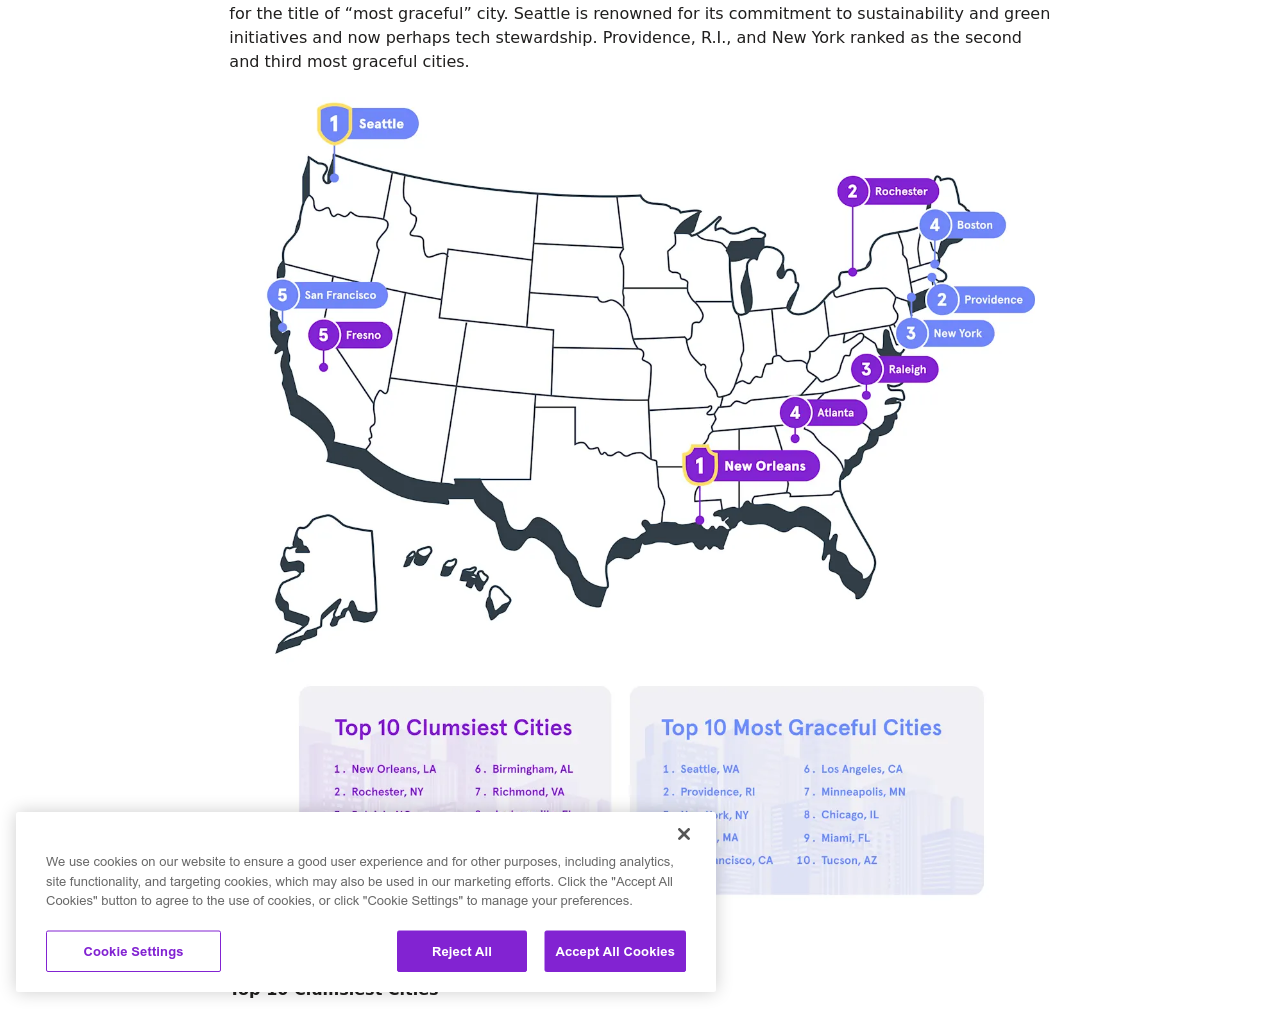 for the title of “most graceful” city. Seattle is renowned for its commitment to sustainability and green
initiatives and now perhaps tech stewardship. Providence, R.I., and New York ranked as the second
and third most graceful cities.
1 Seattle
2 Rochester
4 Boston
5 San Francisco
2 Providence
5 Fresno
3 New York
3 Raleigh
4 Atlanta
1 New Orleans
Top 10 Clumsiest Cities
1. New Orleans, LA
2. Rochester, NY
6. Birmingham, AL
7. Richmond, VA
Top 10 Most Graceful Cities
1. Seattle, WA
2. Providence, RI
NY
MA
CA
6. Los Angeles, CA
7. Minneapolis, MN
8. Chicago, IL
9. Miami, FL
10. Tucson, AZ
We use cookies on our website to ensure a good user experience and for other purposes, including analytics,
site functionality, and targeting cookies, which may also be used in our marketing efforts. Click the "Accept All
Cookies" button to agree to the use of cookies, or click "Cookie Settings" to manage your preferences.
Cookie Settings
Reject All
Accept All Cookies
Top 10 Clumsiest Cities